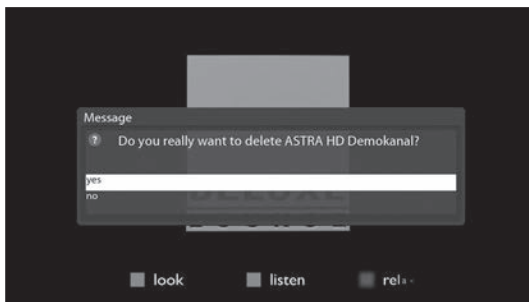 Message
? Do you really want to delete ASTRA HD Demokanal?
yes
no
look listen